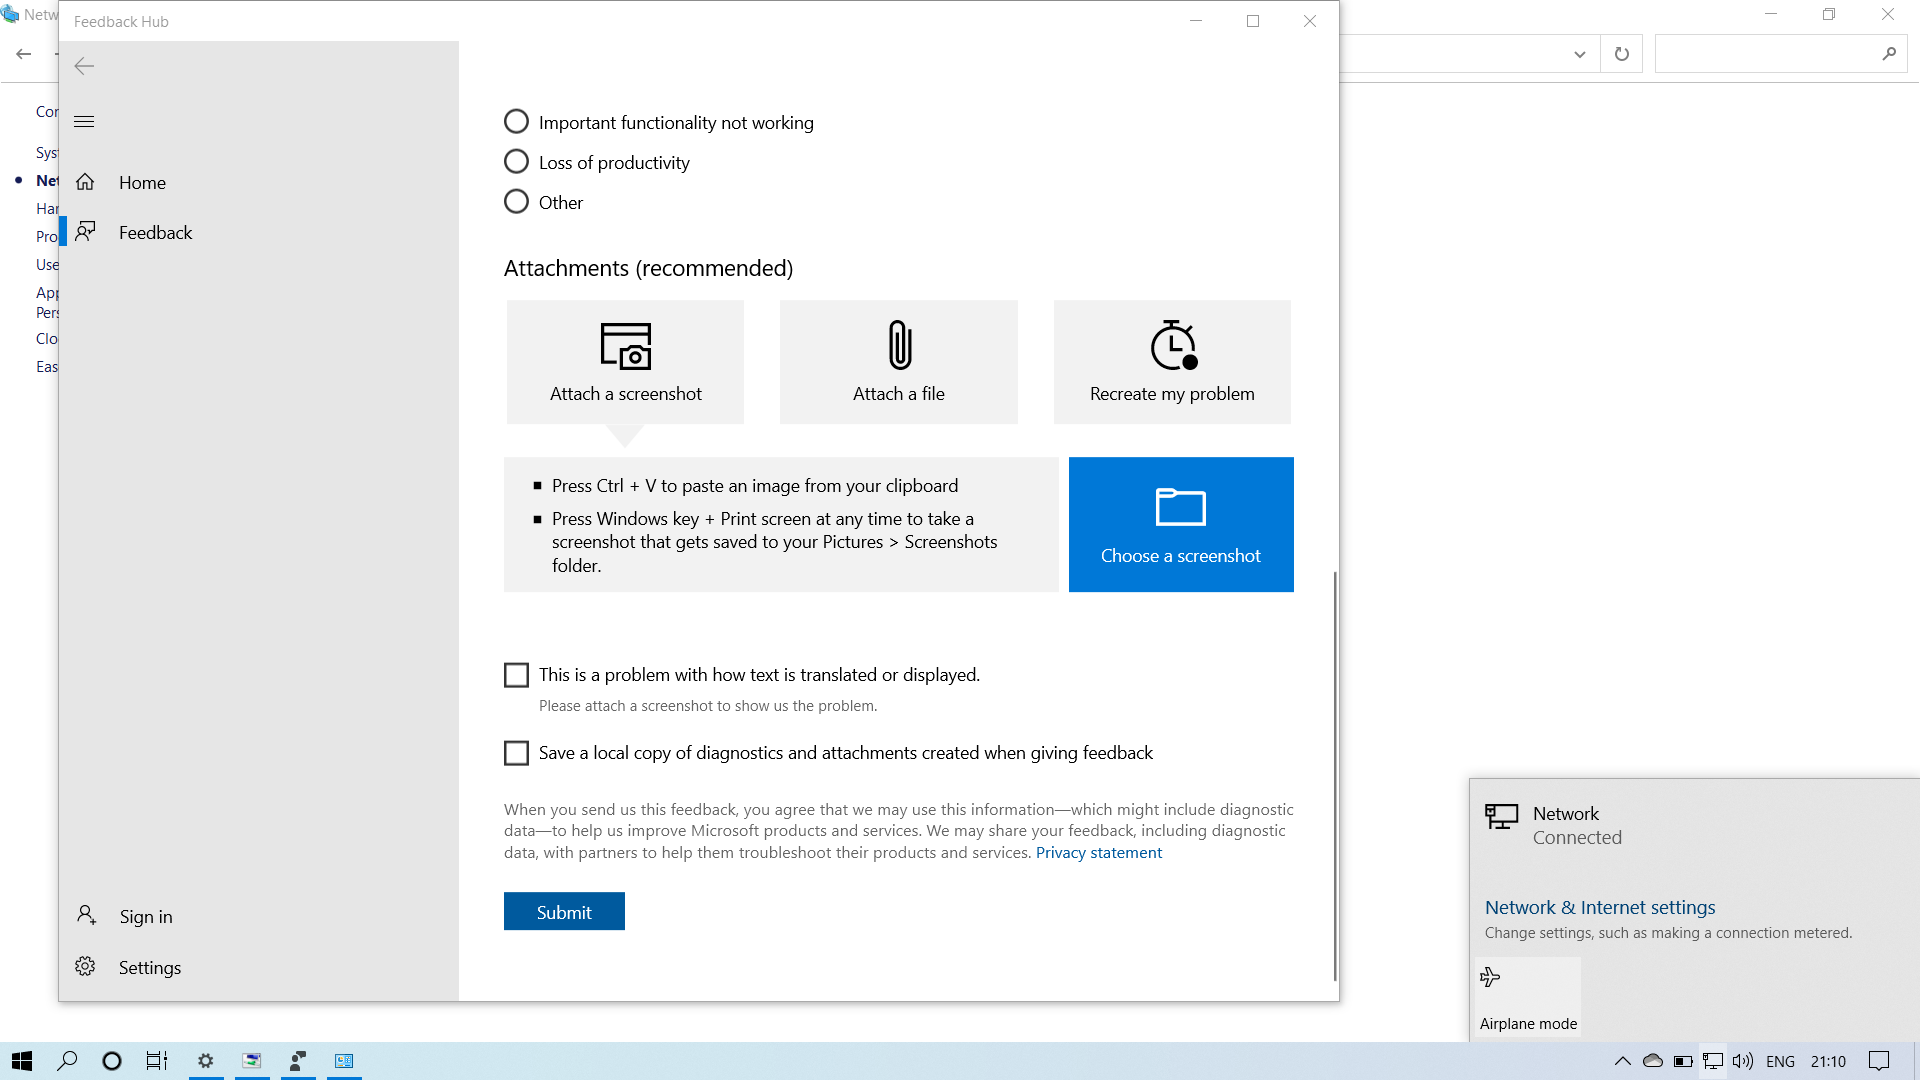 Netw
Feedback Hub
Con
Syst
Net
Har
Pro
Use
App
Pers
Clo
Eas
Home
Feedback
Sign in
Settings
Important functionality not working
Loss of productivity
Other
Attachments (recommended)
Attach a screenshot
Attach a file
Recreate my problem
Press Ctrl + V to paste an image from your clipboard
Press Windows key + Print screen at any time to take a
screenshot that gets saved to your Pictures > Screenshots
folder.
Choose a screenshot
This is a problem with how text is translated or displayed.
Please attach a screenshot to show us the problem.
Save a local copy of diagnostics and attachments created when giving feedback
When you send us this feedback, you agree that we may use this information—which might include diagnostic
data—to help us improve Microsoft products and services. We may share your feedback, including diagnostic
data, with partners to help them troubleshoot their products and services. Privacy statement
Submit
Network
Connected
Network & Internet settings
Change settings, such as making a connection metered.
Airplane mode
ENG
21:10